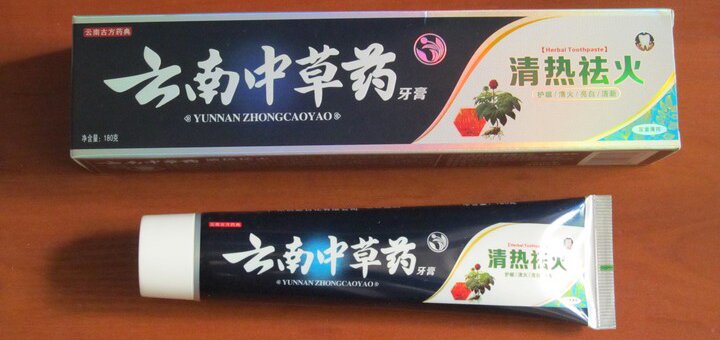 云南古方药典
云南中草药
牙膏
YUNNAN ZHONGCAOYAO
净含量：180克
【Herbal Toothpaste】
清热祛火
护龈/清火/亮白/清新
云南中草药
牙膏
YUNNAN ZHONGCAOYAO
云南古方药典
清热祛火